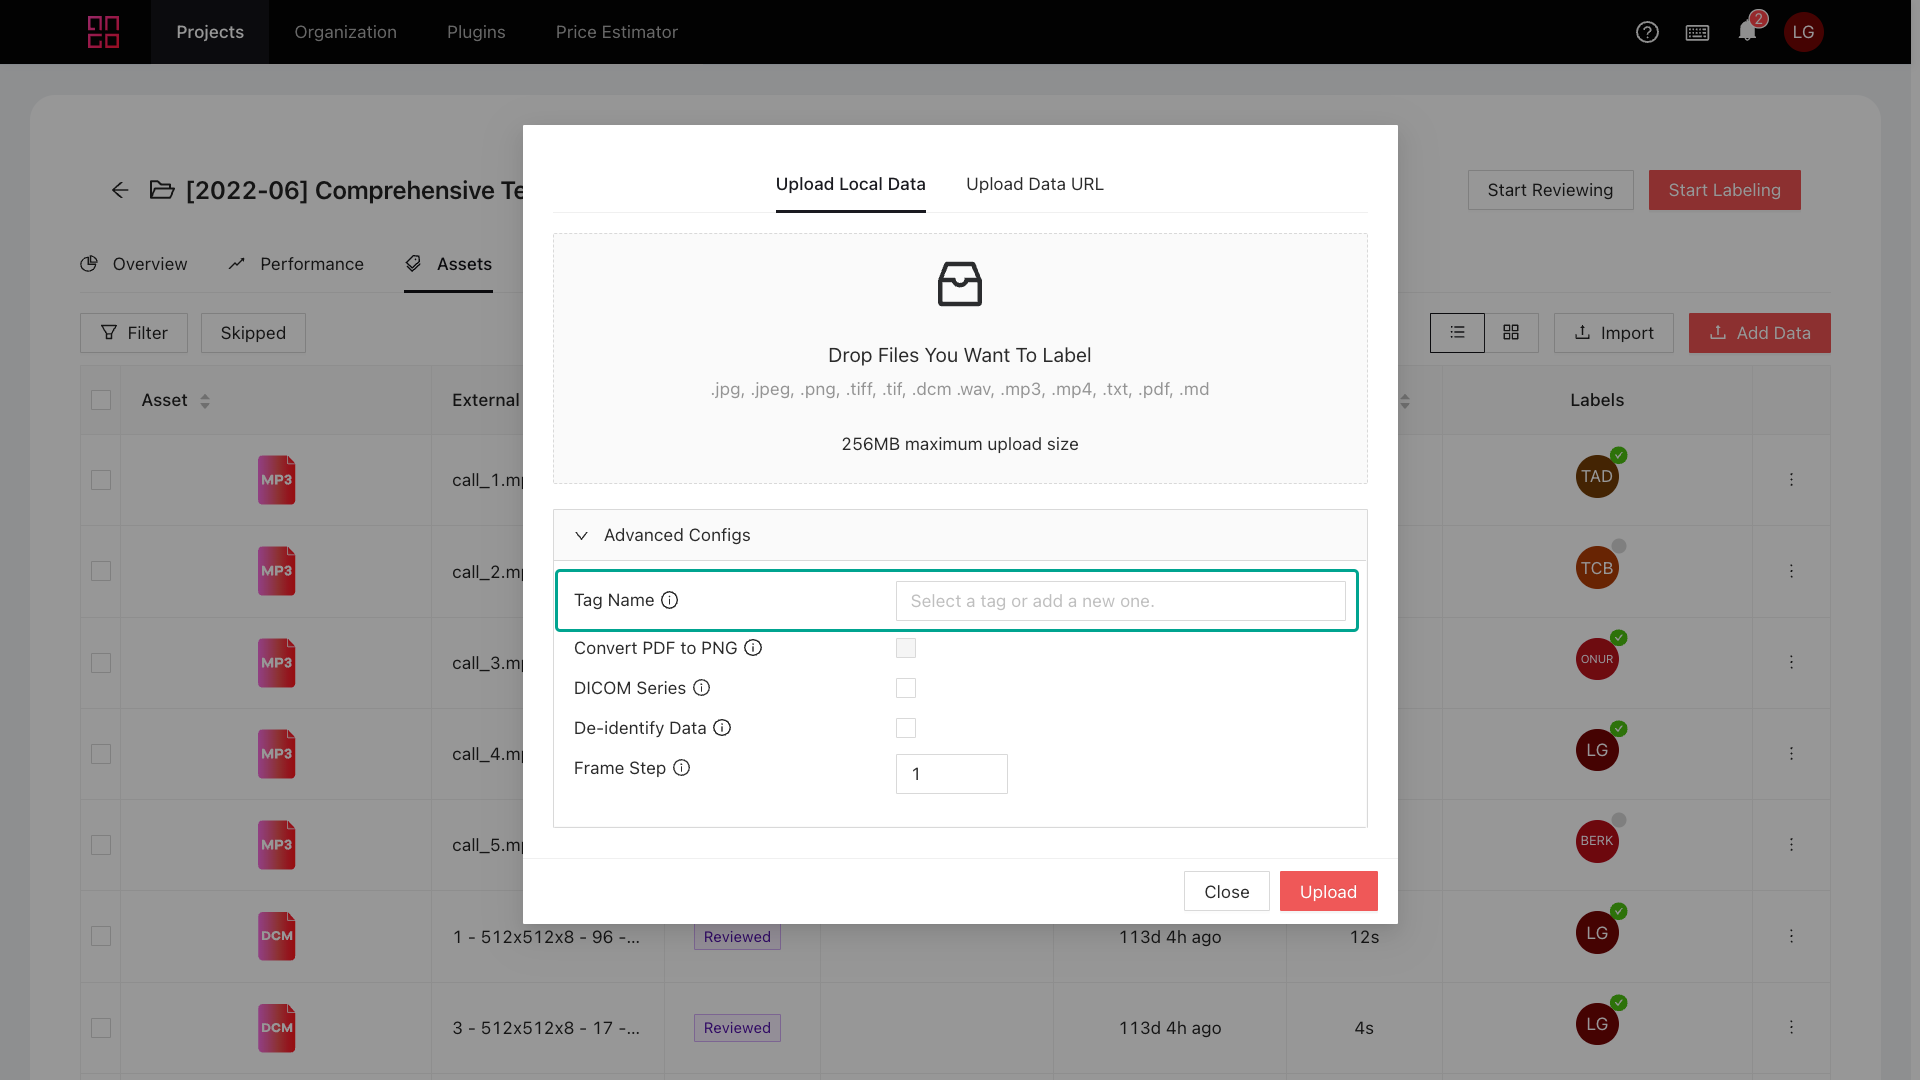 Projects
Organization
Plugins
Price Estimator
2
LG
[2022-06] Comprehensive Te
Start Reviewing
Start Labeling
Overview
Performance
Assets
Filter
Skipped
Import
Add Data
Upload Local Data
Upload Data URL
Drop Files You Want To Label
.jpg, .jpeg, .png, .tiff, .tif, .dcm .wav, .mp3, .mp4, .txt, .pdf, .md
256MB maximum upload size
Advanced Configs
Tag Name
Select a tag or add a new one.
Convert PDF to PNG
DICOM Series
De-identify Data
Frame Step
1
Close
Upload
Asset
External
Labels
MP3
call_1.mp
TAD
MP3
call_2.mp
TCB
MP3
call_3.mp
ONUR
MP3
call_4.mp
LG
MP3
call_5.mp
BERK
DCM
1 - 512x512x8 - 96 -...
Reviewed
113d 4h ago
12s
LG
DCM
3 - 512x512x8 - 17 -...
Reviewed
113d 4h ago
4s
LG